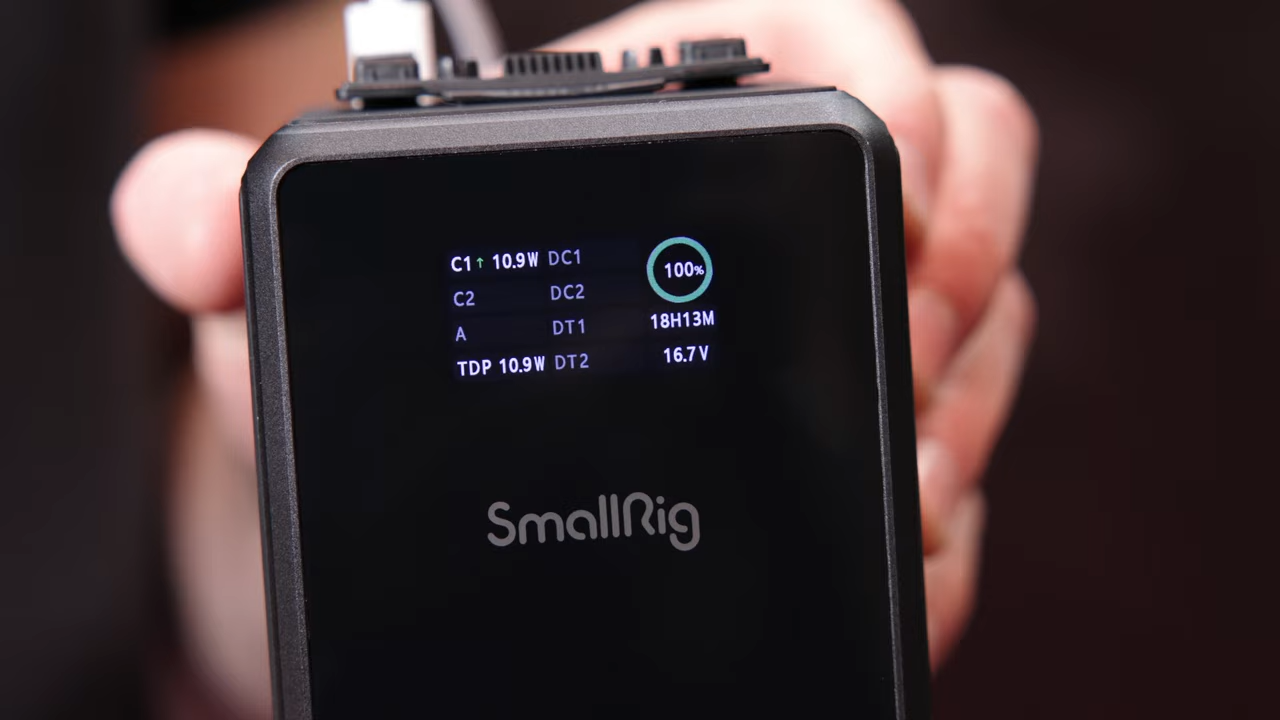 C1↑ 10.9W DC1
100%
C2 DC2
A DT1
18H13M
TDP 10.9W DT2
16.7V
SmallRig